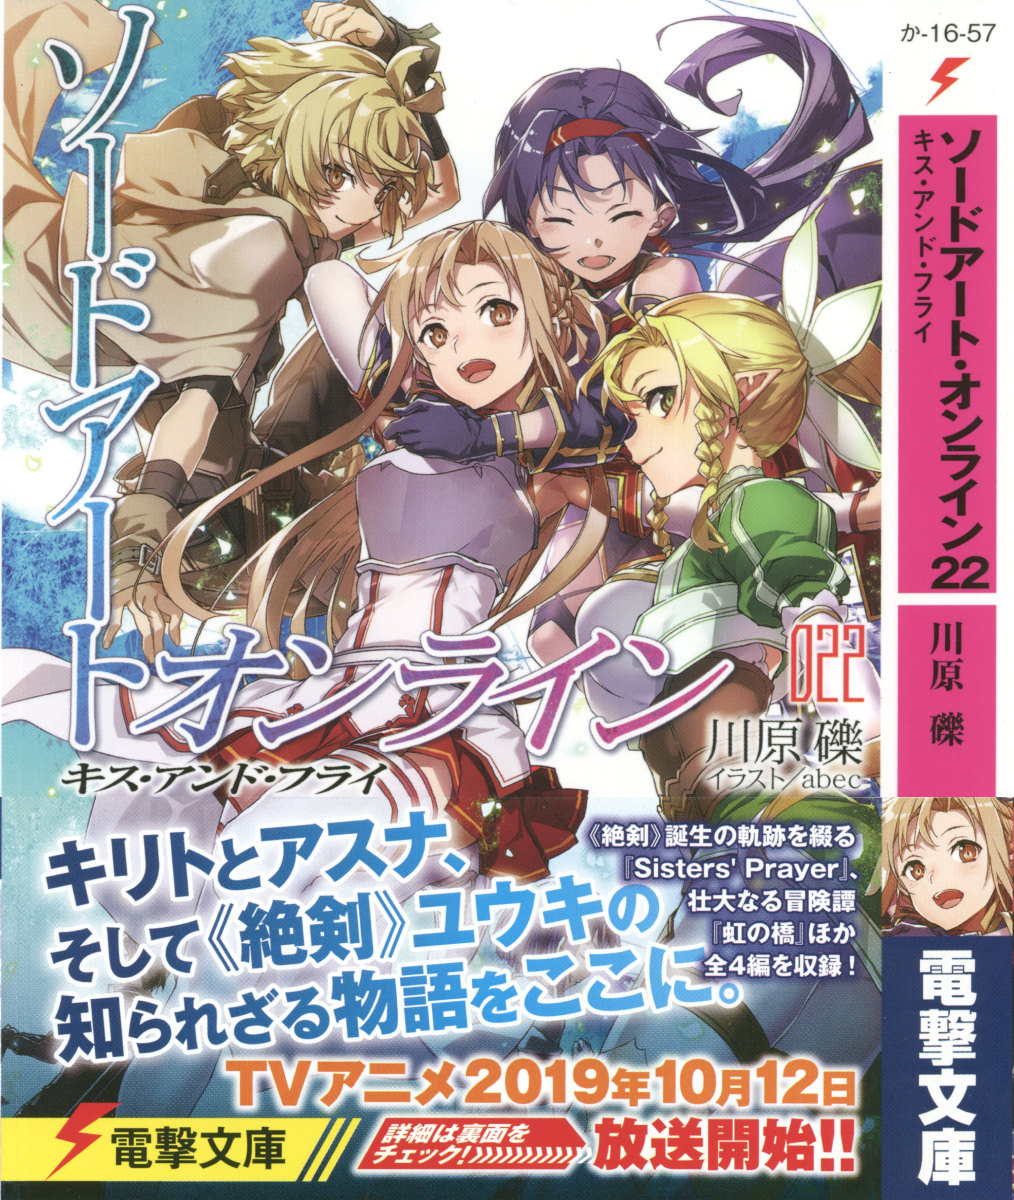 ソードアート
オンライン
022
キス・アンド・フライ
川原 礫
イラスト/abec
キリトとアスナ、
そして《絶剣》ユウキの
知られざる物語をここに。
《絶剣》誕生の軌跡を綴る
『Sisters' Prayer』、
壮大なる冒険譚
『虹の橋』ほか
全4編を収録!
TVアニメ2019年10月12日
放送開始!!
詳細は裏面を
チェック!
電撃文庫
か-16-57
ソードアート・オンライン22
キス・アンド・フライ
川原 礫
電撃文庫